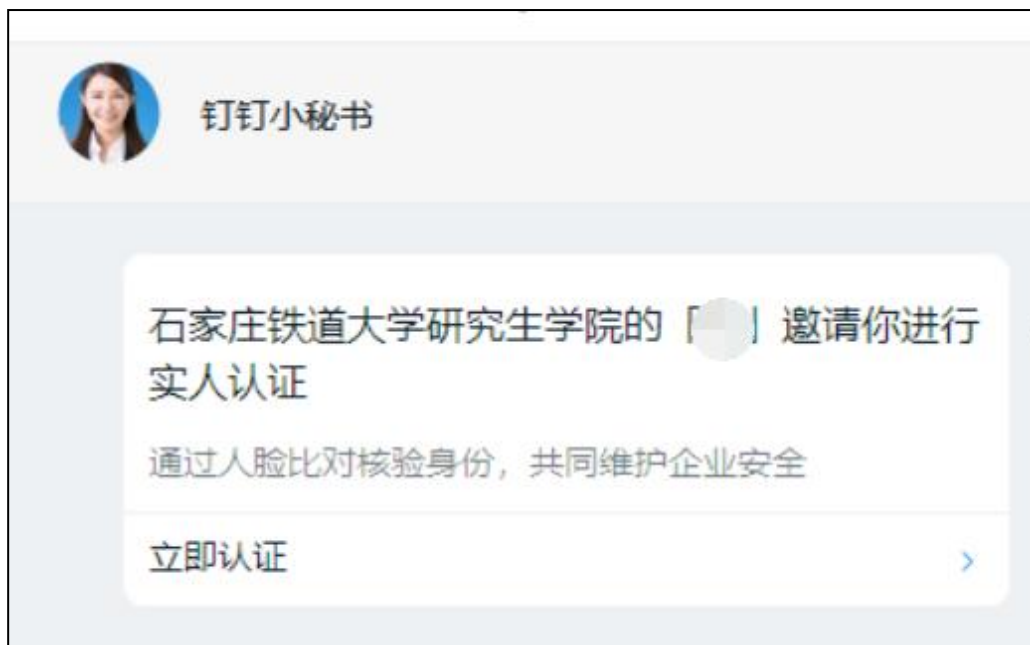 钉钉小秘书
石家庄铁道大学研究生学院的「 」邀请你进行
实人认证
通过人脸比对核验身份，共同维护企业安全
立即认证